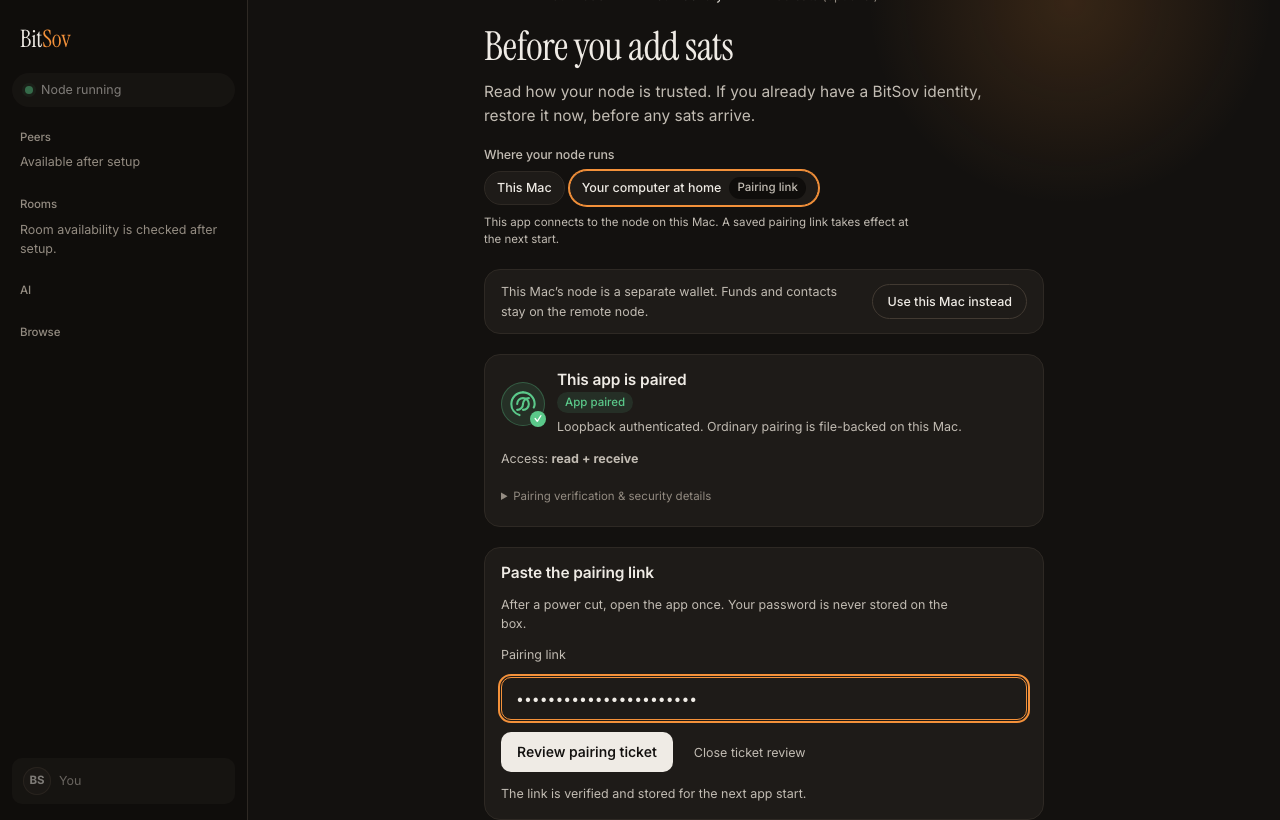 BitSov
Node running
Peers
Available after setup
Rooms
Room availability is checked after
setup.
AI
Browse
BS You
Before you add sats
Read how your node is trusted. If you already have a BitSov identity,
restore it now, before any sats arrive.
Where your node runs
This Mac Your computer at home Pairing link
This app connects to the node on this Mac. A saved pairing link takes effect at
the next start.
This Mac’s node is a separate wallet. Funds and contacts
stay on the remote node.
Use this Mac instead
This app is paired
App paired
Loopback authenticated. Ordinary pairing is file-backed on this Mac.
Access: read + receive
Pairing verification & security details
Paste the pairing link
After a power cut, open the app once. Your password is never stored on the
box.
Pairing link
•••••••••••••••••••••••
Review pairing ticket Close ticket review
The link is verified and stored for the next app start.